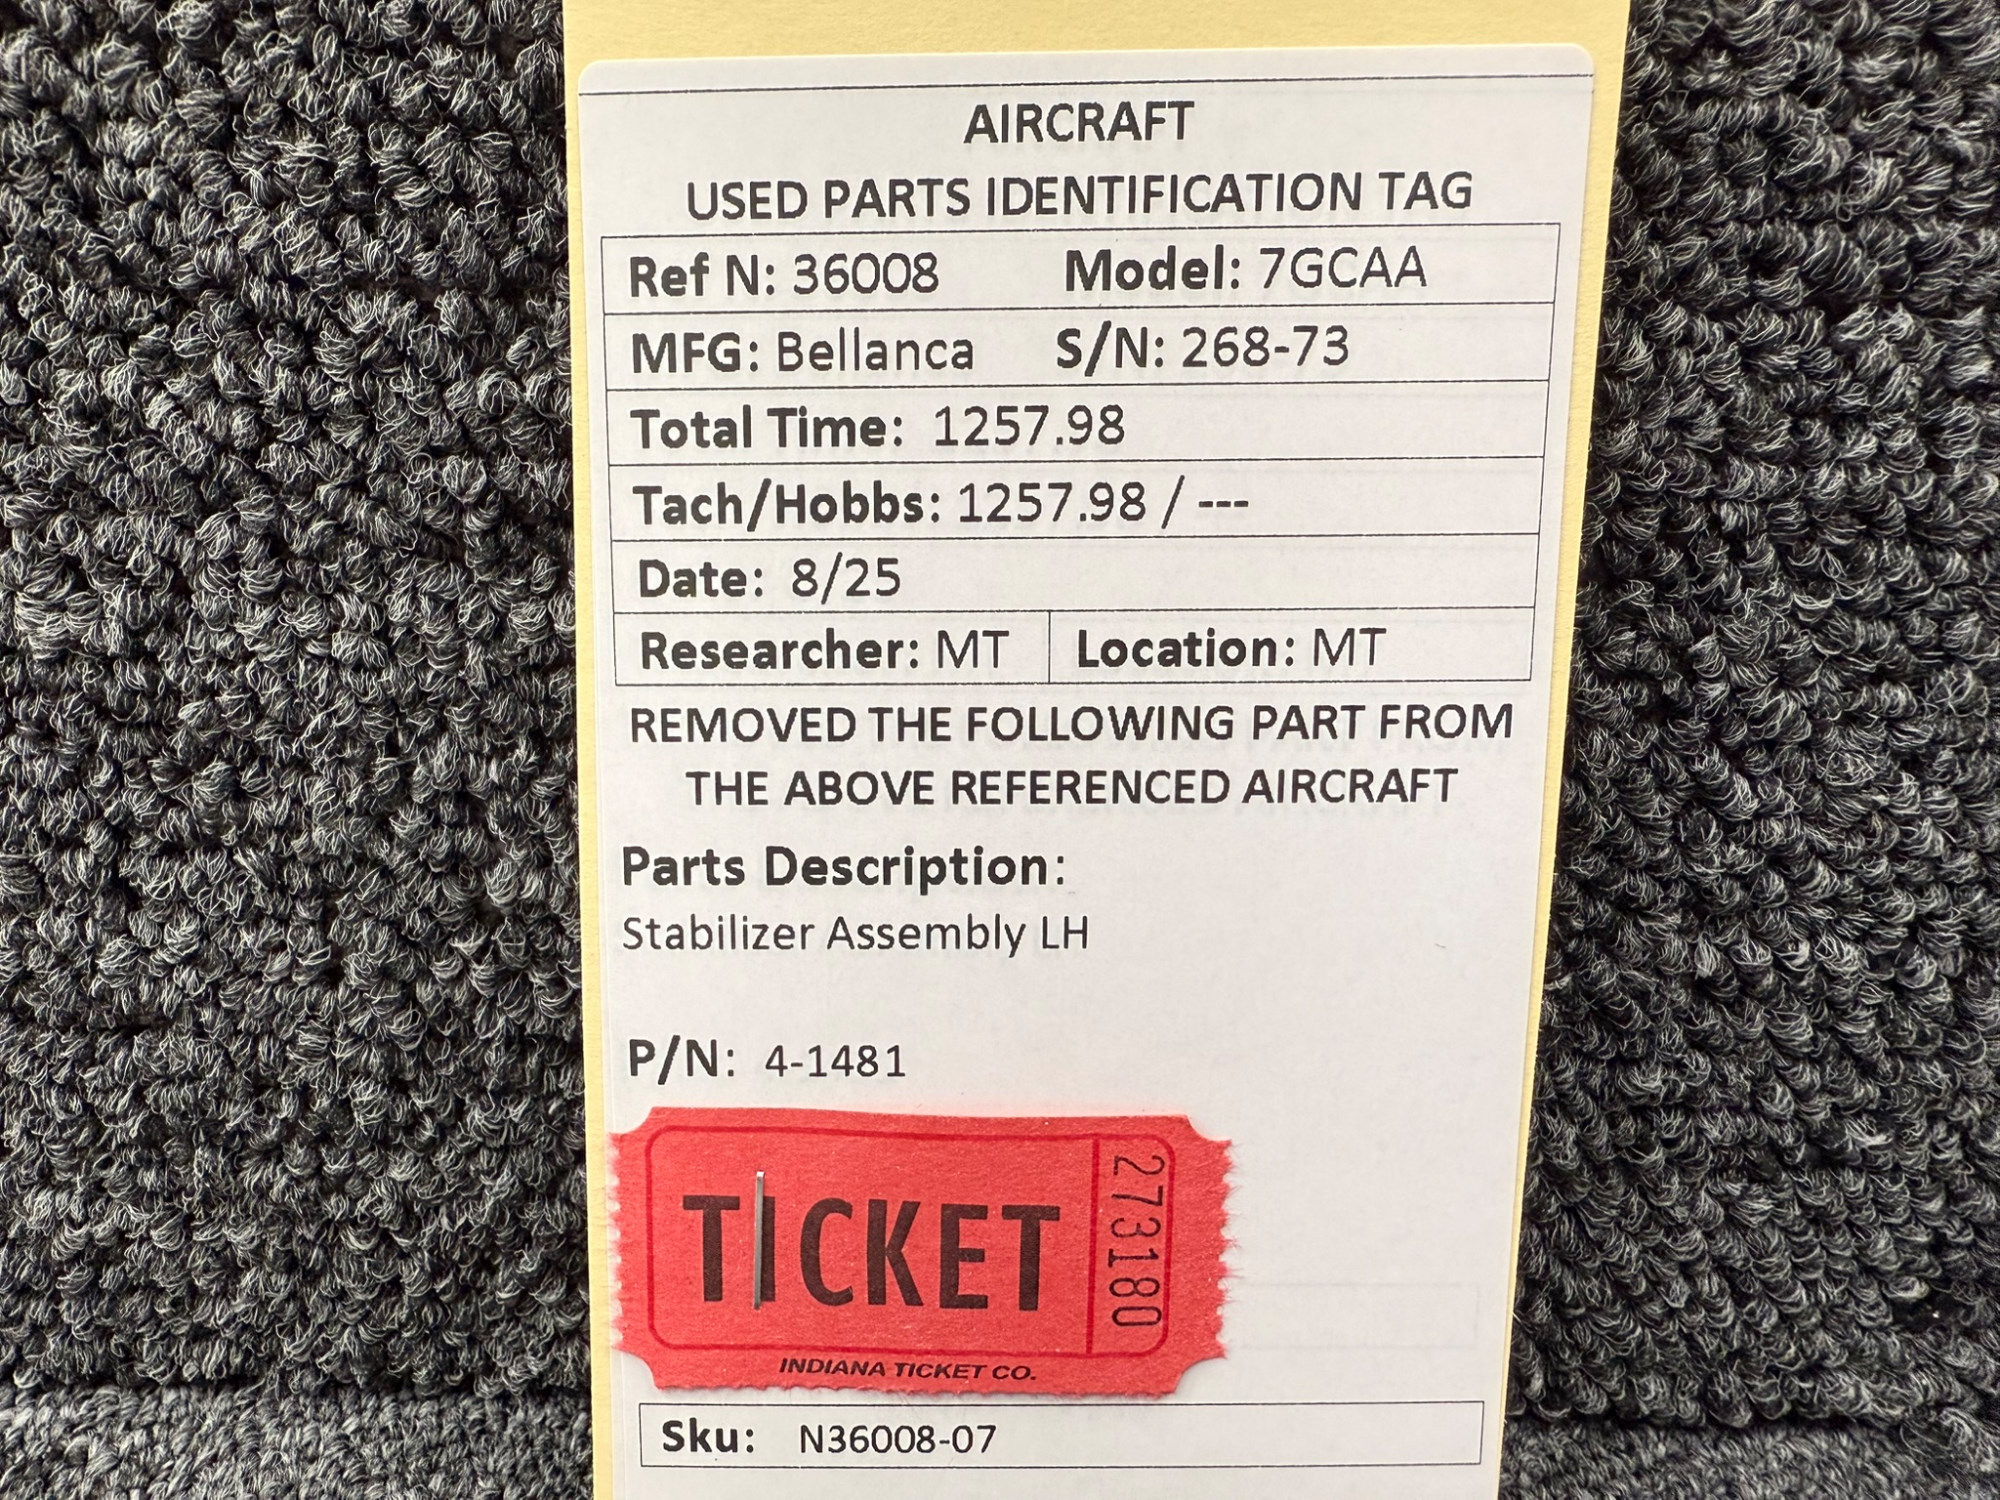 AIRCRAFT
USED PARTS IDENTIFICATION TAG
Ref N: 36008 Model: 7GCAA
MFG: Bellanca S/N: 268-73
Total Time: 1257.98
Tach/Hobbs: 1257.98 / ---
Date: 8/25
Researcher: MT Location: MT
REMOVED THE FOLLOWING PART FROM
THE ABOVE REFERENCED AIRCRAFT
Parts Description:
Stabilizer Assembly LH
P/N: 4-1481
TICKET
273180
INDIANA TICKET CO.
Sku: N36008-07